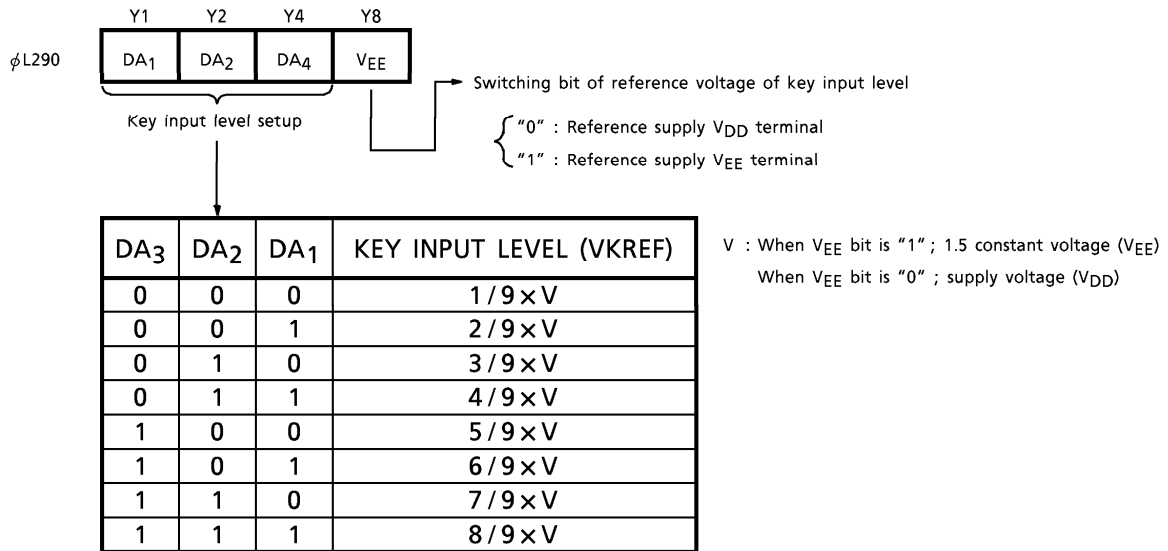 Y1 Y2 Y4 Y8
ϕL290 DA1 DA2 DA4 VEE
Switching bit of reference voltage of key input level
Key input level setup
"0" : Reference supply VDD terminal
"1" : Reference supply VEE terminal
DA3 DA2 DA1 KEY INPUT LEVEL (VKREF)
0 0 0 1/9×V
0 0 1 2/9×V
0 1 0 3/9×V
0 1 1 4/9×V
1 0 0 5/9×V
1 0 1 6/9×V
1 1 0 7/9×V
1 1 1 8/9×V
V : When VEE bit is "1" ; 1.5 constant voltage (VEE)
When VEE bit is "0" ; supply voltage (VDD)